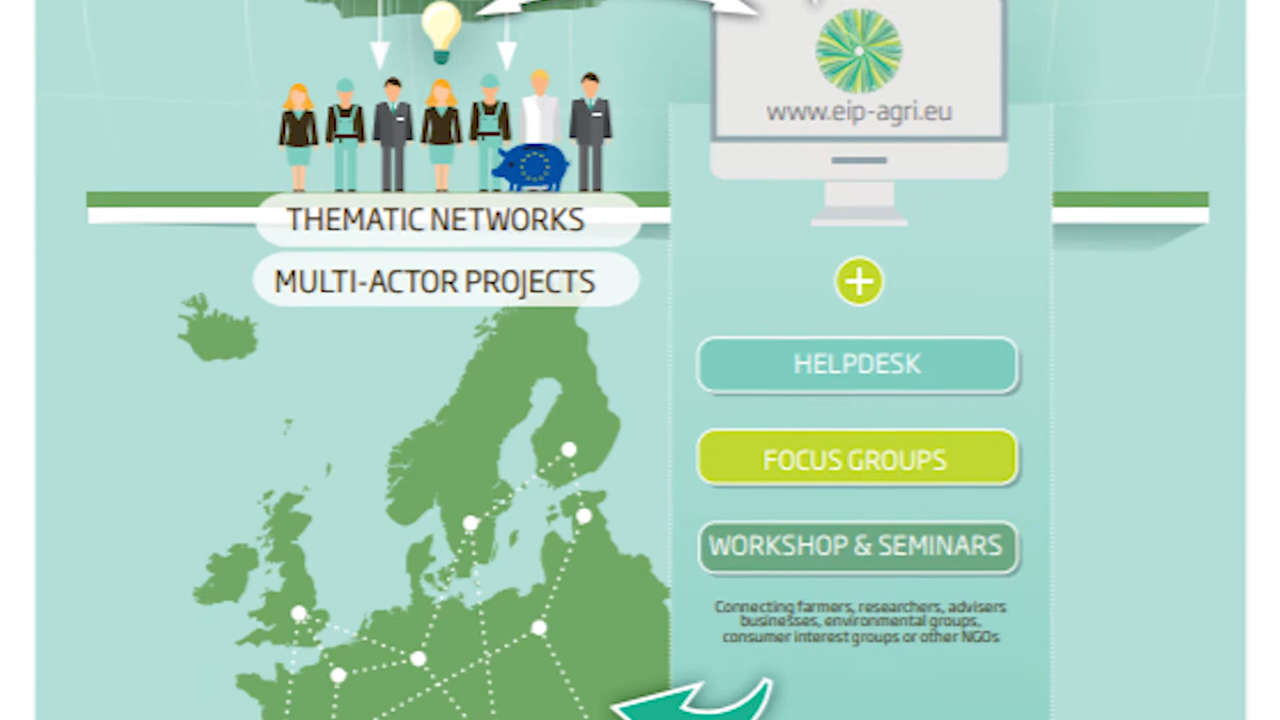 www.eip-agri.eu
THEMATIC NETWORKS
MULTI-ACTOR PROJECTS
HELPDESK
FOCUS GROUPS
WORKSHOP & SEMINARS
Connecting farmers, researchers, advisers
businesses, environmental groups,
consumer interest groups or other NGOs